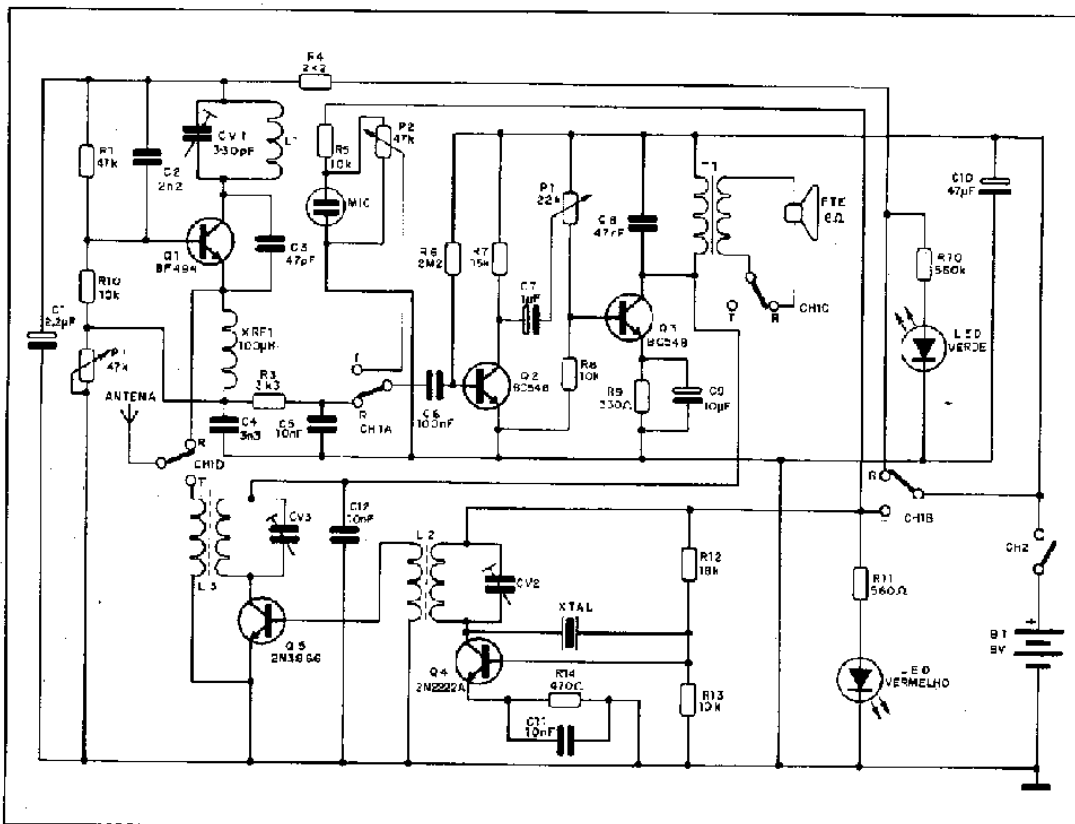 R4
2k2
R1
47k
C2
2n2
CV1
330pF
L1
R5
10k
P2
47k
MIC
Q1
BF494
C3
47pF
R10
10k
C1
2,2µF
P1
47k
XRF1
100µH
R3
3k3
C4
3n3
C5
10nF
ANTENA
R
CH1D
T
T
R
CH1A
C6
100nF
R6
2M2
R7
15k
C7
1µF
Q2
BC548
P1
22k
R8
10k
C8
47nF
Q3
BC548
R9
330Ω
C9
10µF
T1
FTE
8Ω
T
R
CH1C
C10
47µF
R10
560k
LED
VERDE
R
CH1B
CH2
B1
9V
L3
CV3
C12
10nF
Q5
2N3866
L2
CV2
XTAL
Q4
2N2222A
R14
470Ω
C11
10nF
R12
18k
R13
10k
R11
560Ω
LED
VERMELHO